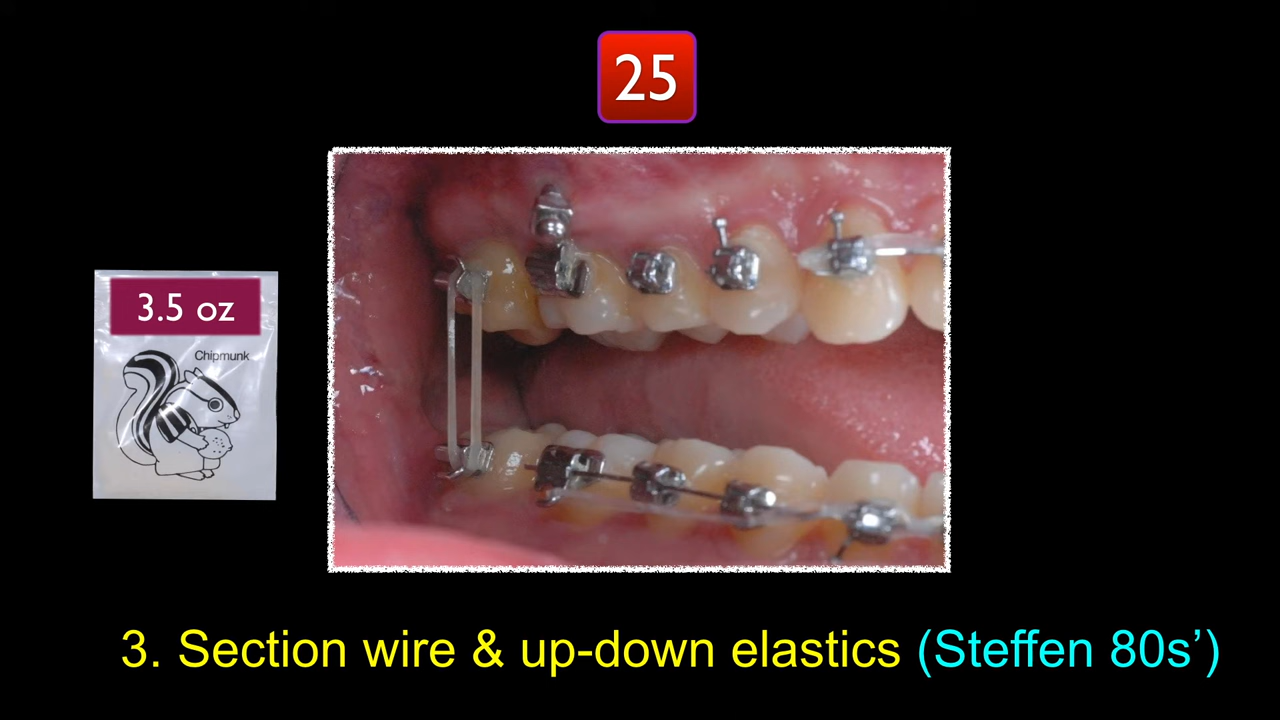 25
3.5 oz
Chipmunk
3. Section wire & up-down elastics (Steffen 80s’)